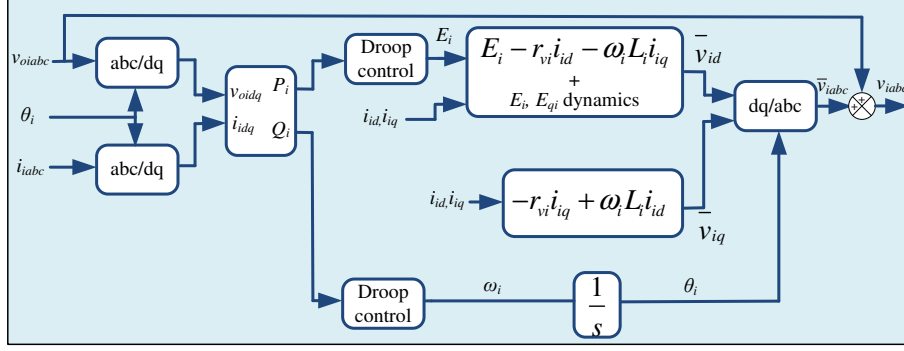 v_oiabc
abc/dq
θ_i
i_iabc
abc/dq
v_oidq
i_idq
P_i
Q_i
Droop
control
E_i
i_id, i_iq
E_i − r_vi i_id − ω_i L_i i_iq
+
E_i, E_qi dynamics
v̅_id
i_id, i_iq
−r_vi i_iq + ω_i L_i i_id
v̅_iq
dq/abc
v̅_iabc
+
+
v_iabc
Droop
control
ω_i
1
s
θ_i